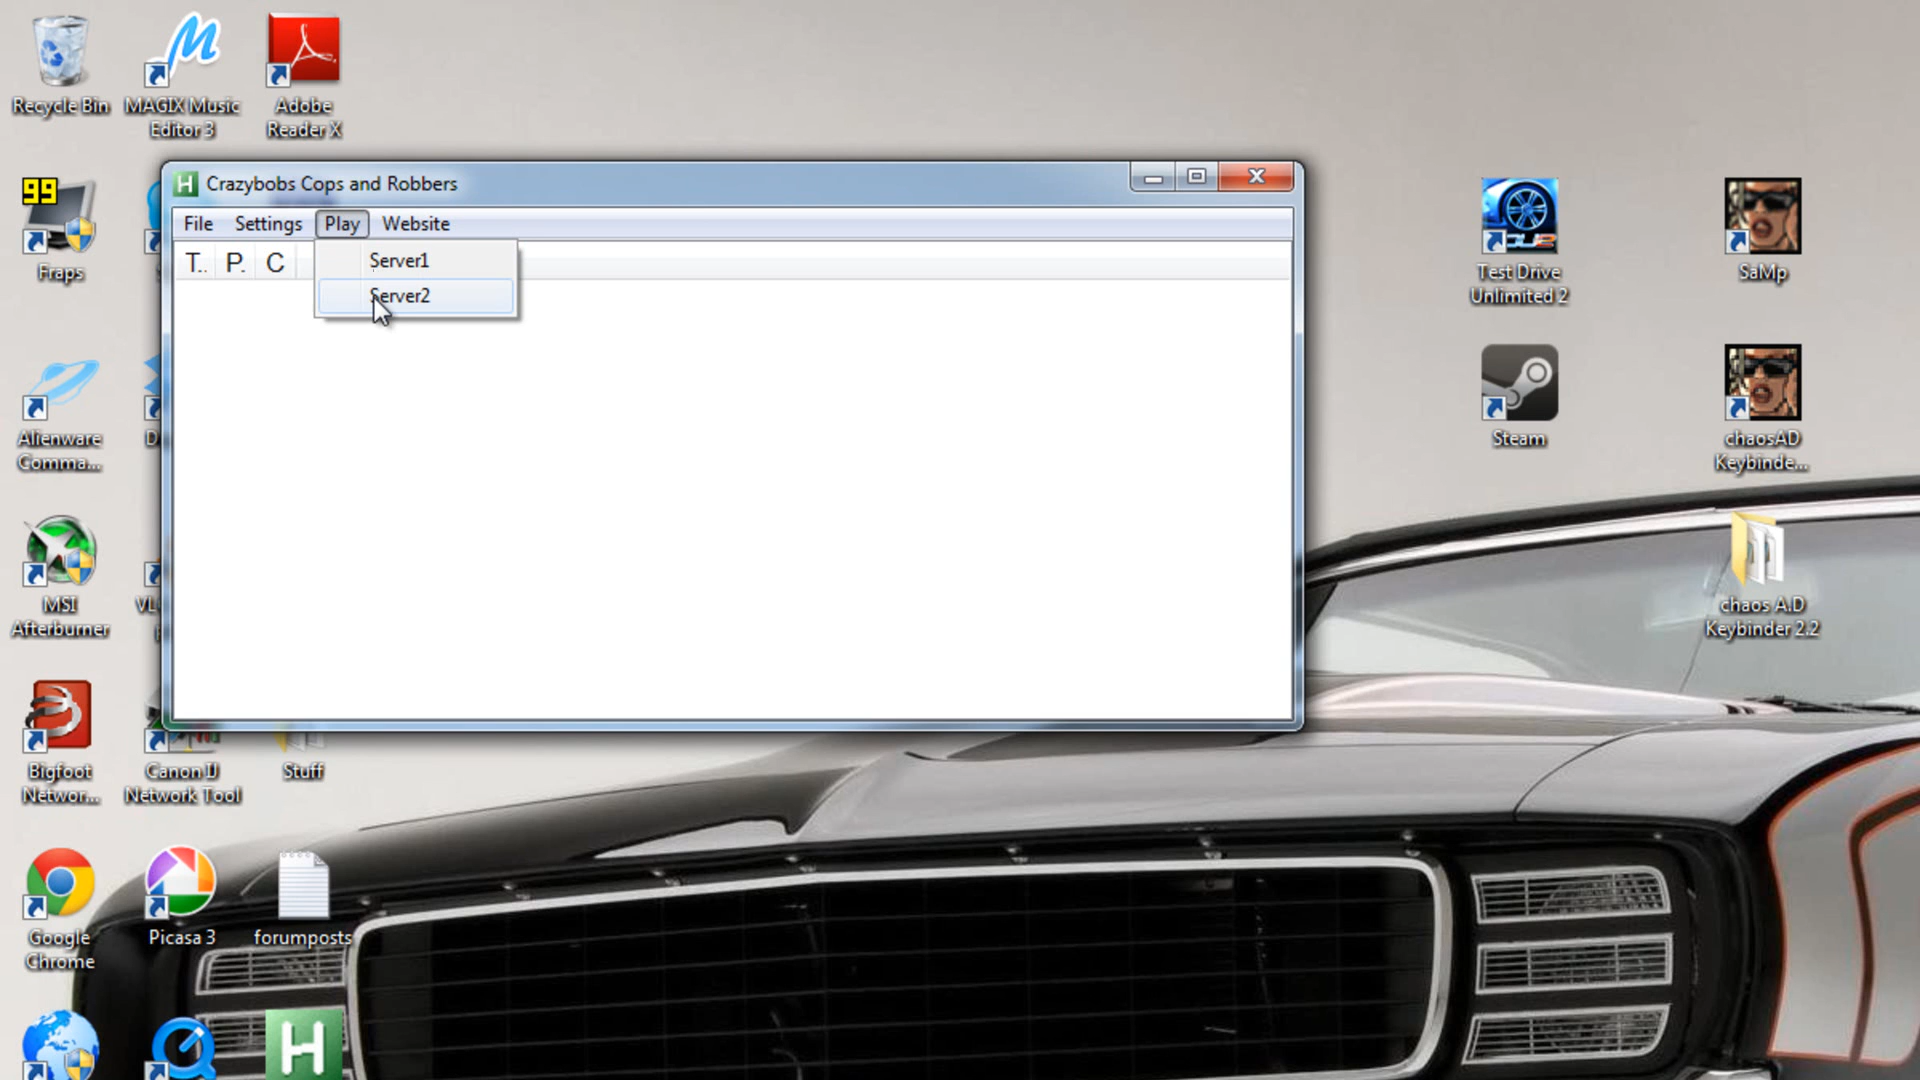 Recycle Bin
MAGIX Music
Editor 3
Adobe
Reader X
99
Fraps
Alienware
Comma...
MSI
Afterburner
Bigfoot
Networ...
Canon IJ
Network Tool
Stuff
Google
Chrome
Picasa 3
forumposts
H
Crazybobs Cops and Robbers
File
Settings
Play
Website
T..
P.
C
Server1
Server2
D
VL
Test Drive
Unlimited 2
Steam
SaMp
chaosAD
Keybinde...
chaos A.D
Keybinder 2.2
H